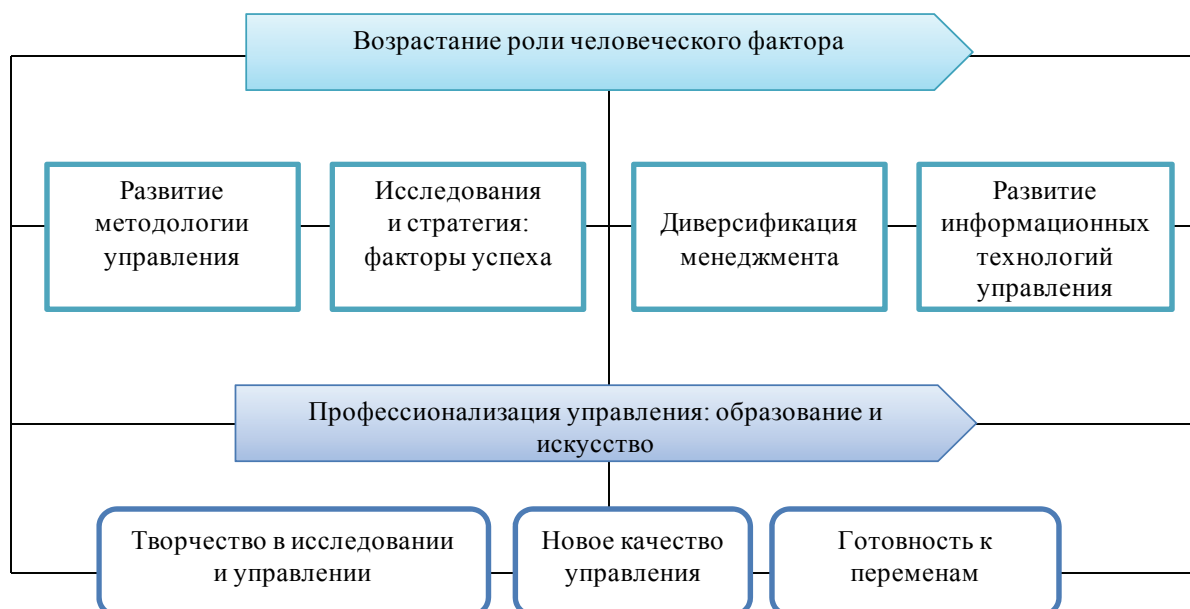 Возрастание роли человеческого фактора
Развитие
методологии
управления
Исследования
и стратегия:
факторы успеха
Диверсификация
менеджмента
Развитие
информационных
технологий
управления
Профессионализация управления: образование и
искусство
Творчество в исследовании
и управлении
Новое качество
управления
Готовность к
переменам